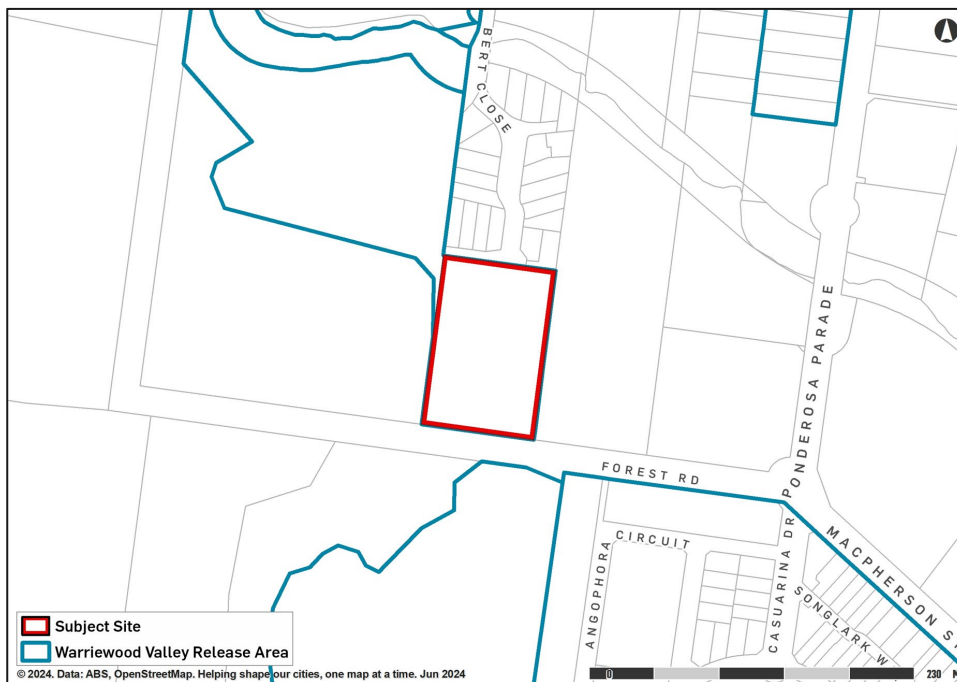 BERT CLOSE
PONDEROSA PARADE
FOREST RD
MACPHERSON S
CIRCUIT
ANGOPHORA
CASUARINA DR
SONGLARK W
Subject Site
Warriewood Valley Release Area
© 2024. Data: ABS, OpenStreetMap. Helping shape our cities, one map at a time. Jun 2024
0 230